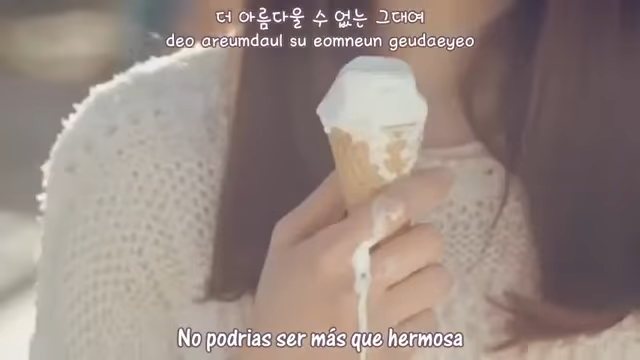 더 아름다울 수 없는 그대여
deo areumdaul su eomneun geudaeyeo
No podrias ser más que hermosa